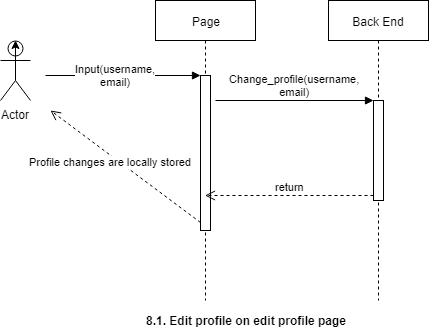 Page
Back End
Input(username,
email)
Change_profile(username,
email)
Actor
Profile changes are locally stored
return
8.1. Edit profile on edit profile page